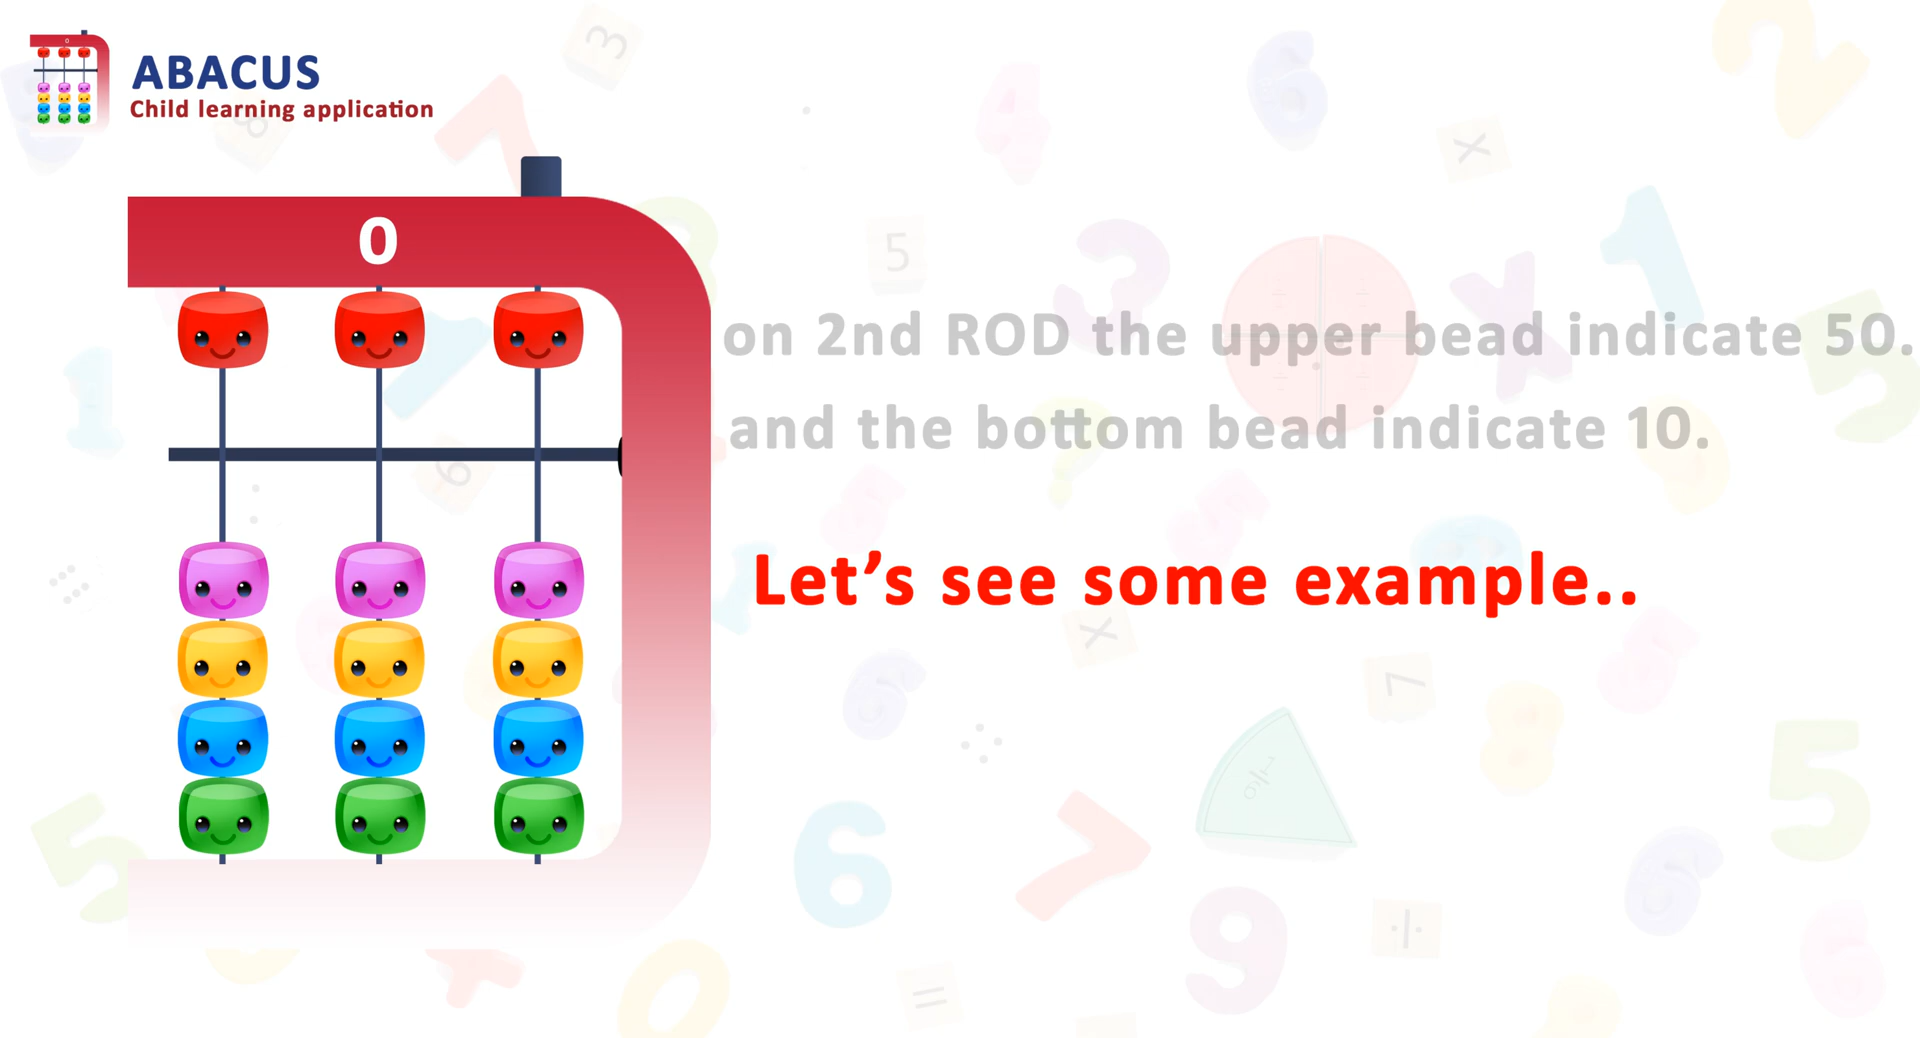 ABACUS
Child learning application
0
on 2nd ROD the upper bead indicate 50.
and the bottom bead indicate 10.
Let’s see some example..